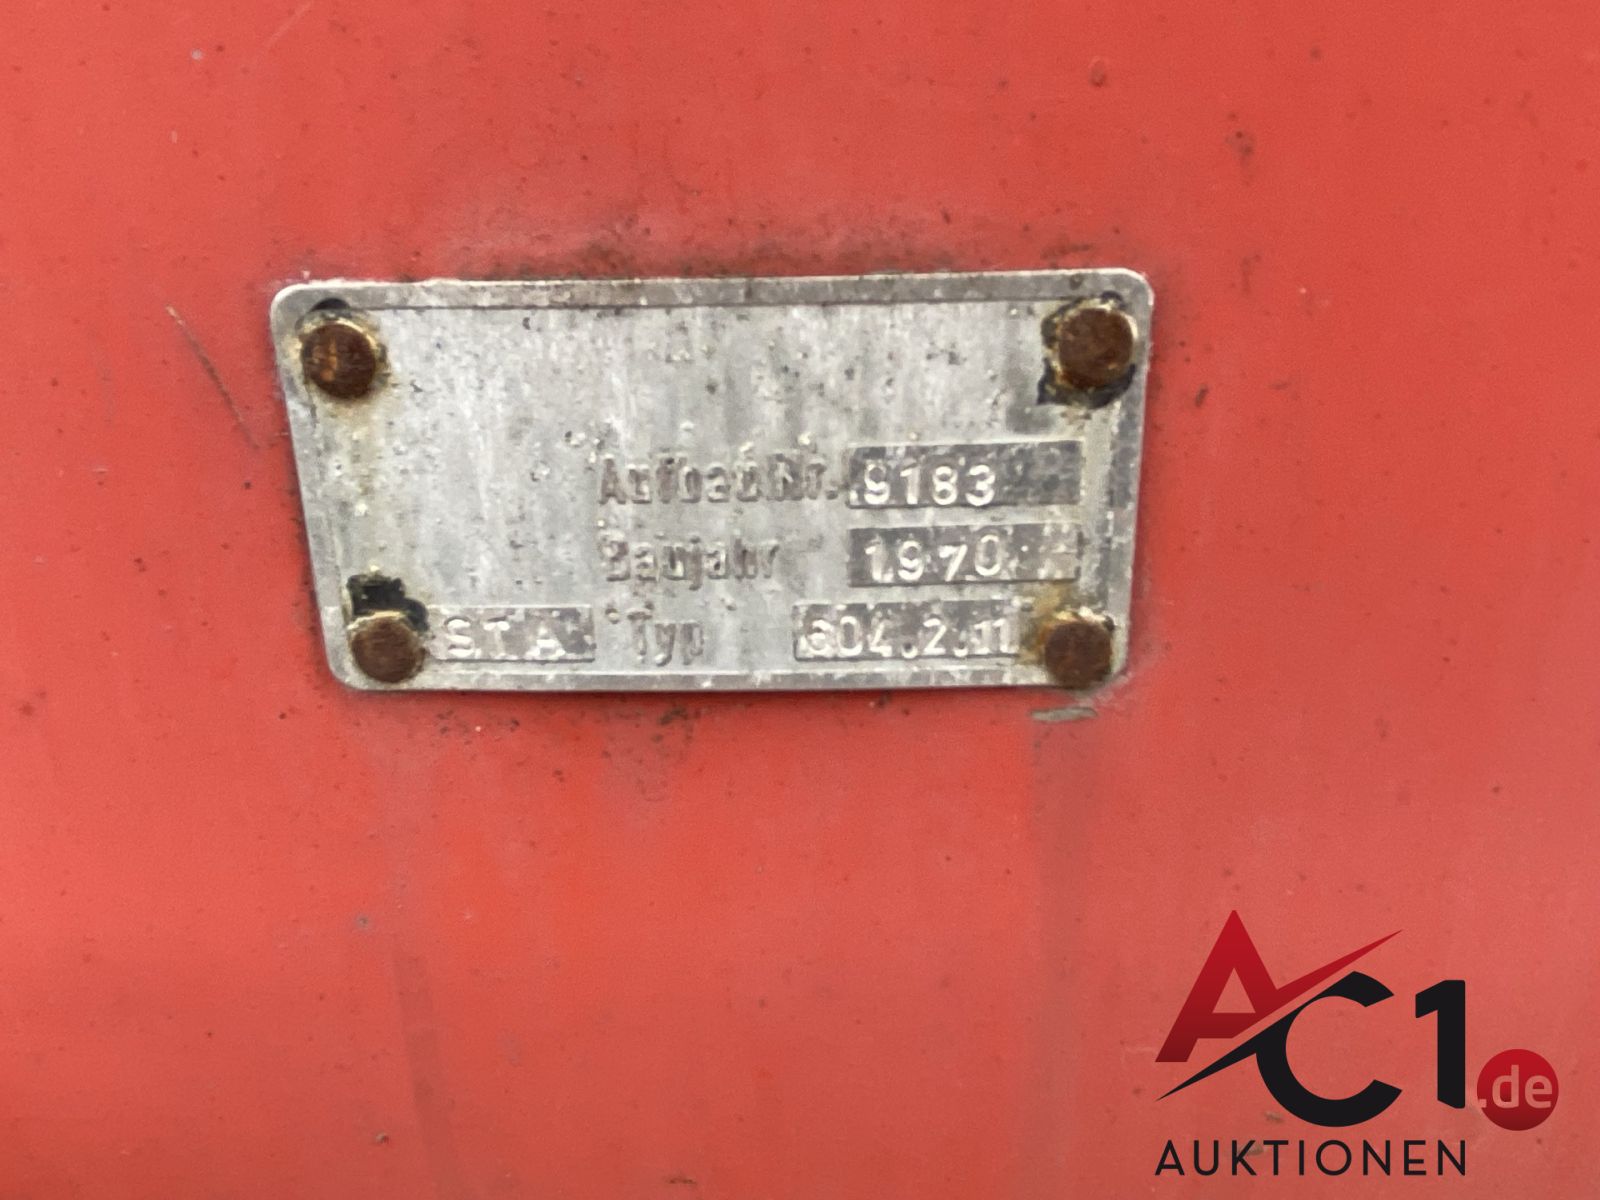 Aufbau Nr. 9183
Baujahr 1970
S.T.A. Typ 604.2.11
AC1.de
AUKTIONEN